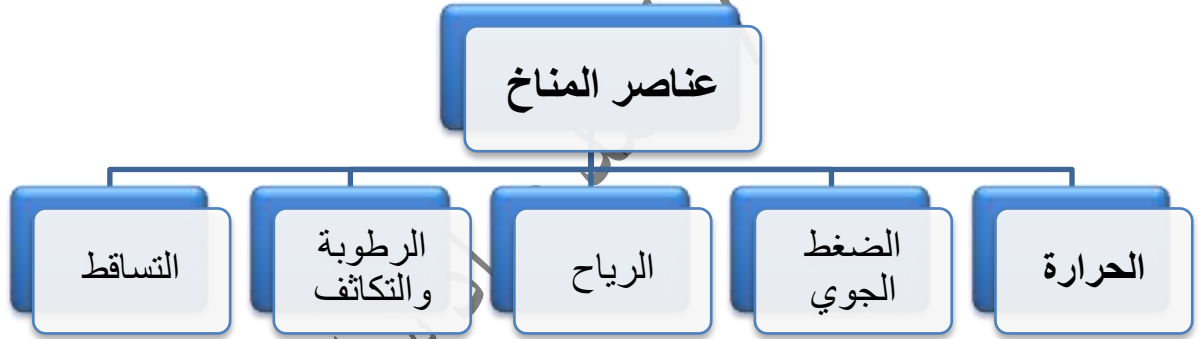 عناصر المناخ
الحرارة
الضغط
الجوي
الرياح
الرطوبة
والتكاثف
التساقط